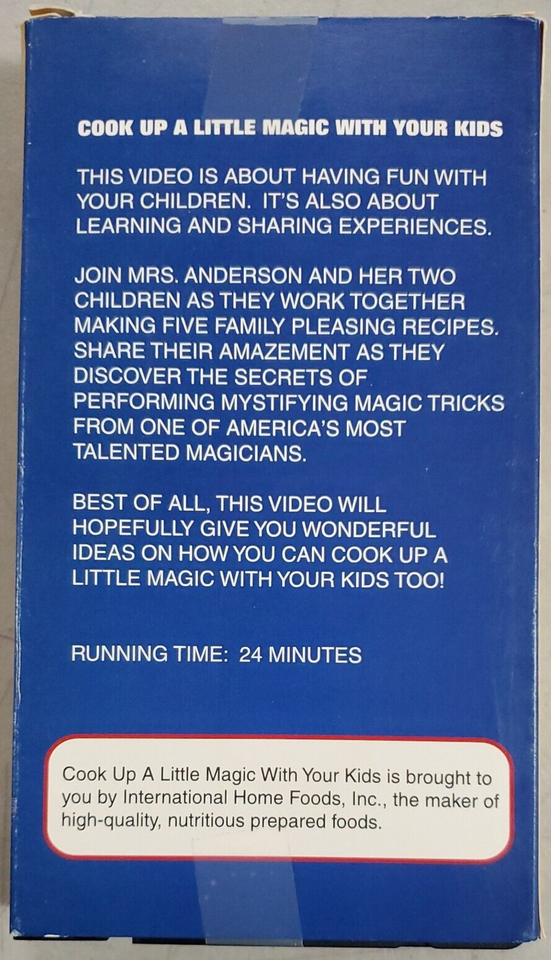 COOK UP A LITTLE MAGIC WITH YOUR KIDS
THIS VIDEO IS ABOUT HAVING FUN WITH
YOUR CHILDREN. IT'S ALSO ABOUT
LEARNING AND SHARING EXPERIENCES.
JOIN MRS. ANDERSON AND HER TWO
CHILDREN AS THEY WORK TOGETHER
MAKING FIVE FAMILY PLEASING RECIPES.
SHARE THEIR AMAZEMENT AS THEY
DISCOVER THE SECRETS OF
PERFORMING MYSTIFYING MAGIC TRICKS
FROM ONE OF AMERICA'S MOST
TALENTED MAGICIANS.
BEST OF ALL, THIS VIDEO WILL
HOPEFULLY GIVE YOU WONDERFUL
IDEAS ON HOW YOU CAN COOK UP A
LITTLE MAGIC WITH YOUR KIDS TOO!
RUNNING TIME: 24 MINUTES
Cook Up A Little Magic With Your Kids is brought to
you by International Home Foods, Inc., the maker of
high-quality, nutritious prepared foods.